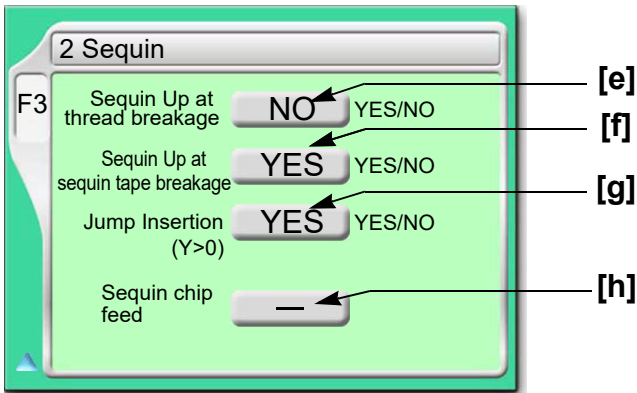 2 Sequin
F3
Sequin Up at
thread breakage
NO
YES/NO
[e]
Sequin Up at
sequin tape breakage
YES
YES/NO
[f]
Jump Insertion
(Y>0)
YES
YES/NO
[g]
Sequin chip
feed
—
[h]